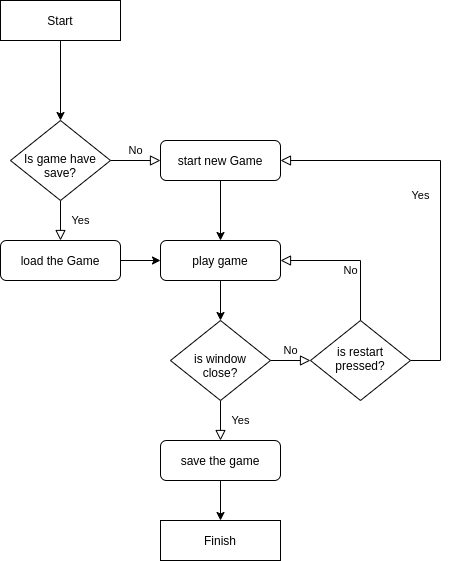 Start
Is game have
save?
No
start new Game
Yes
Yes
load the Game
play game
No
is window
close?
No
is restart
pressed?
Yes
save the game
Finish